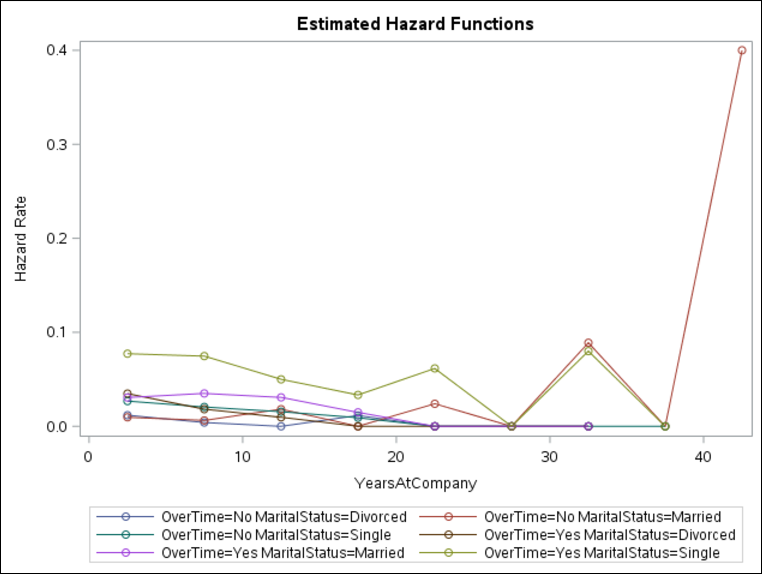 Estimated Hazard Functions
0.4
0.3
0.2
0.1
0.0
Hazard Rate
0 10 20 30 40
YearsAtCompany
OverTime=No MaritalStatus=Divorced OverTime=No MaritalStatus=Married
OverTime=No MaritalStatus=Single OverTime=Yes MaritalStatus=Divorced
OverTime=Yes MaritalStatus=Married OverTime=Yes MaritalStatus=Single